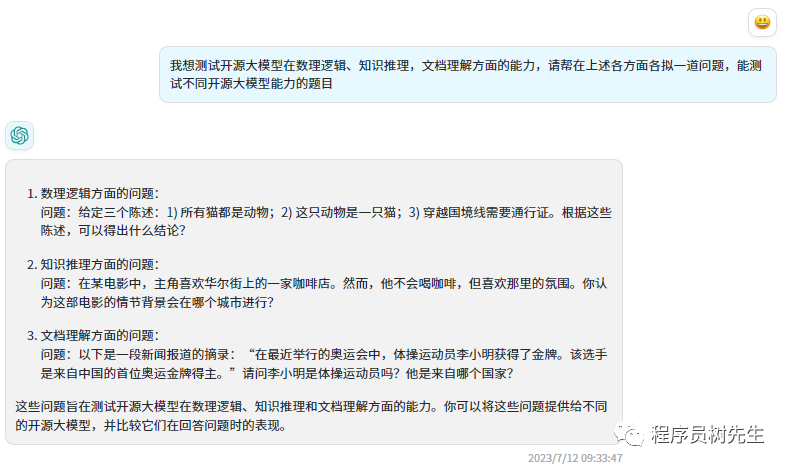 我想测试开源大模型在数理逻辑、知识推理，文档理解方面的能力，请帮在上述各方面各拟一道问题，能测
试不同开源大模型能力的题目
1. 数理逻辑方面的问题：
问题：给定三个陈述：1) 所有猫都是动物；2) 这只动物是一只猫；3) 穿越国境线需要通行证。根据这些
陈述，可以得出什么结论？
2. 知识推理方面的问题：
问题：在某电影中，主角喜欢华尔街上的一家咖啡店。然而，他不会喝咖啡，但喜欢那里的氛围。你认
为这部电影的情节背景会在哪个城市进行？
3. 文档理解方面的问题：
问题：以下是一段新闻报道的摘录：“在最近举行的奥运会中，体操运动员李小明获得了金牌。该选手
是来自中国的首位奥运金牌得主。”请问李小明是体操运动员吗？他是来自哪个国家？
这些问题旨在测试开源大模型在数理逻辑、知识推理和文档理解方面的能力。你可以将这些问题提供给不同
的开源大模型，并比较它们在回答问题时的表现。
程序员树先生
2023/7/12 09:33:47